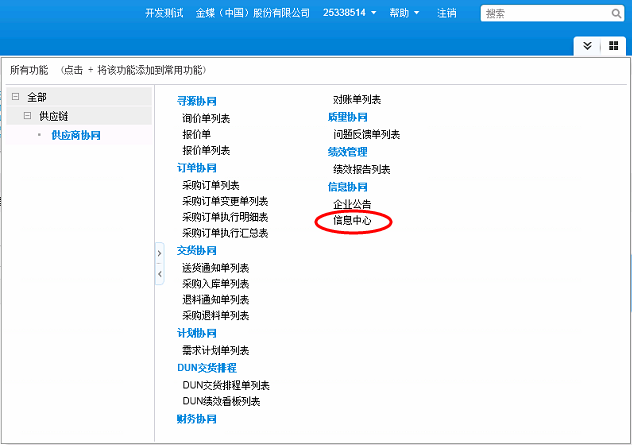 开发测试 金蝶（中国）股份有限公司 25338514 帮助 注销 搜索
所有功能 (点击 + 将该功能添加到常用功能)
全部
供应链
供应商协同
寻源协同
询价单列表
报价单
报价单列表
订单协同
采购订单列表
采购订单变更单列表
采购订单执行明细表
采购订单执行汇总表
交货协同
送货通知单列表
采购入库单列表
退料通知单列表
采购退料单列表
计划协同
需求计划单列表
DUN交货排程
DUN交货排程单列表
DUN绩效看板列表
财务协同
对账单列表
质量协同
问题反馈单列表
绩效管理
绩效报告列表
信息协同
企业公告
信息中心